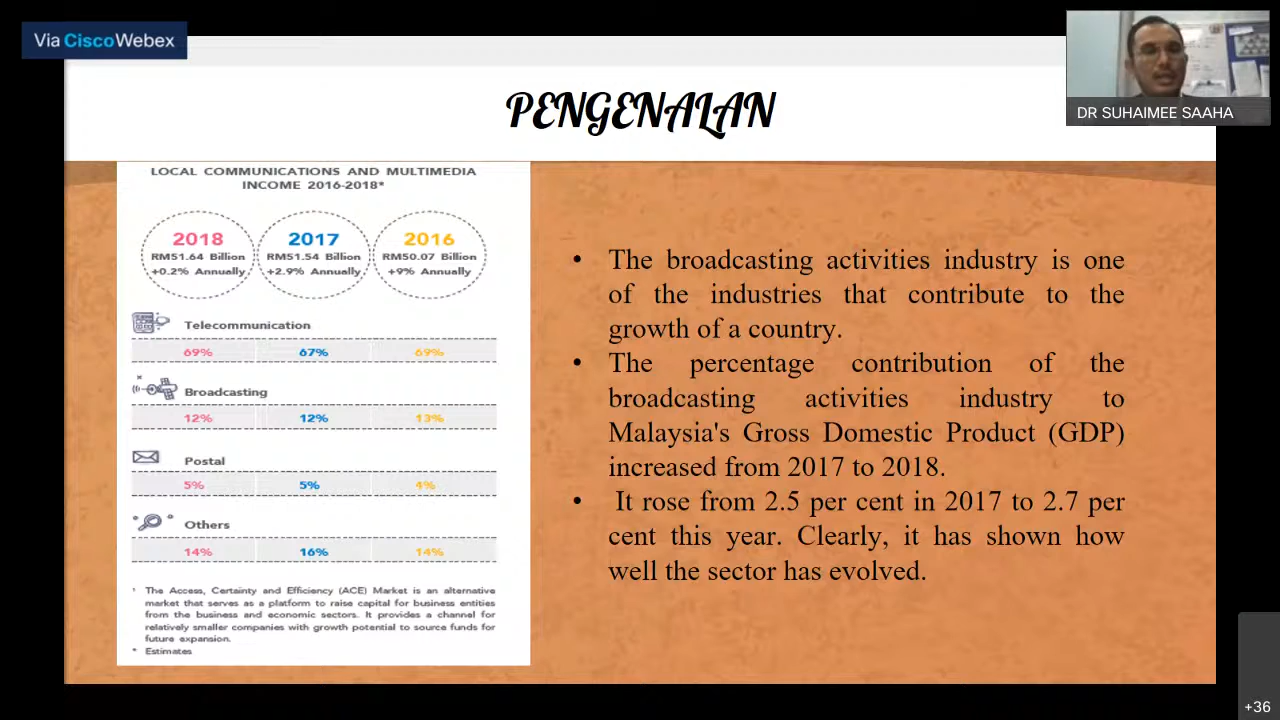 Via CiscoWebex
DR SUHAIMEE SAAHA
PENGENALAN
LOCAL COMMUNICATIONS AND MULTIMEDIA
INCOME 2016-2018*
2018 2017 2016
RM51.64 Billion RM51.54 Billion RM50.07 Billion
+0.2% Annually +2.9% Annually +9% Annually
Telecommunication
69% 67% 69%
Broadcasting
12% 12% 13%
Postal
5% 5% 4%
Others
14% 16% 14%
¹ The Access, Certainty and Efficiency (ACE) Market is an alternative
market that serves as a platform to raise capital for business entities
from the business and economic sectors. It provides a channel for
relatively smaller companies with growth potential to source funds for
future expansion.
* Estimates
• The broadcasting activities industry is one
of the industries that contribute to the
growth of a country.
• The percentage contribution of the
broadcasting activities industry to
Malaysia's Gross Domestic Product (GDP)
increased from 2017 to 2018.
• It rose from 2.5 per cent in 2017 to 2.7 per
cent this year. Clearly, it has shown how
well the sector has evolved.
+36